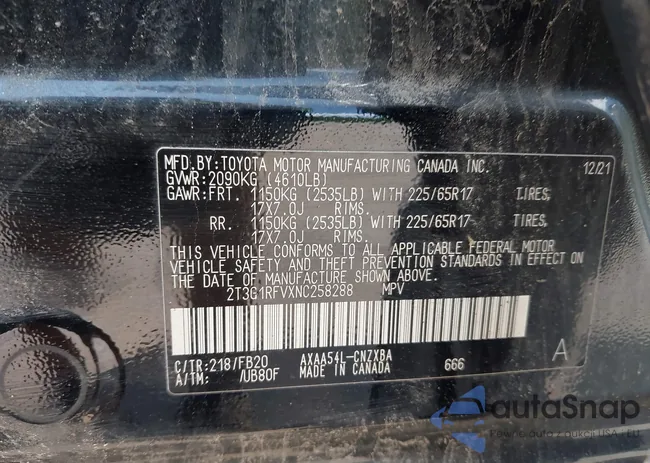 MFD.BY:TOYOTA MOTOR MANUFACTURING CANADA INC. 12/21
GVWR:2090KG (4610LB)
GAWR:FRT. 1150KG (2535LB) WITH 225/65R17 TIRES,
17X7.0J RIMS.
RR. 1150KG (2535LB) WITH 225/65R17 TIRES,
17X7.0J RIMS.
THIS VEHICLE CONFORMS TO ALL APPLICABLE FEDERAL MOTOR
VEHICLE SAFETY AND THEFT PREVENTION STANDARDS IN EFFECT ON
THE DATE OF MANUFACTURE SHOWN ABOVE.
2T3G1RFVXNC258288 MPV
C/TR:218/FB20 AXAA54L-CNZXBA A
A/TM: /UB80F MADE IN CANADA 666
autaSnap